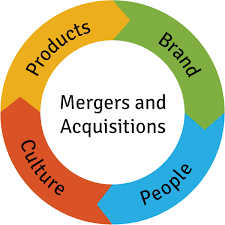 Products
Brand
Mergers and
Acquisitions
Culture
People